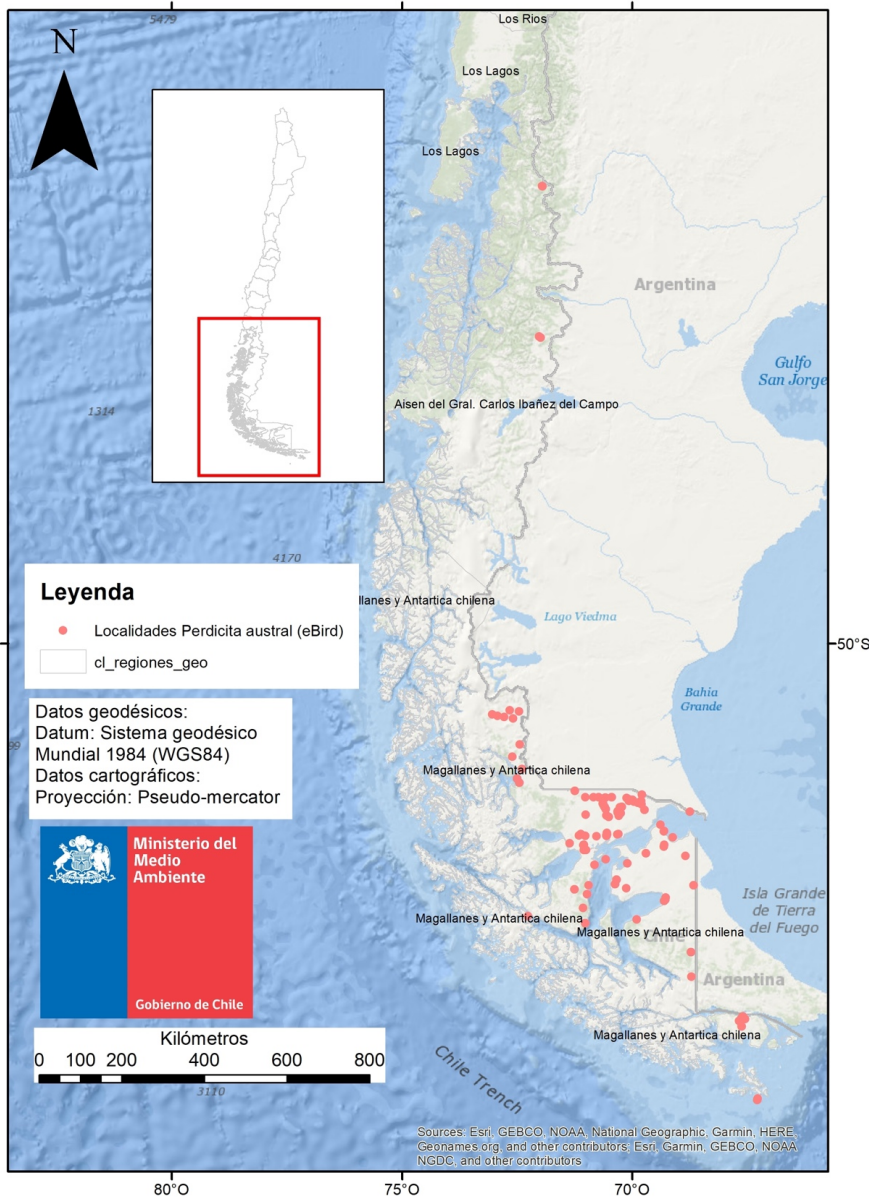 5479
Los Rios
N
Los Lagos
Los Lagos
Argentina
Gulfo
San Jorge
Aisen del Gral. Carlos Ibañez del Campo
1314
4170
Leyenda
Localidades Perdicita austral (eBird)
cl_regiones_geo
llanes y Antartica chilena
Lago Viedma
50°S
Bahia
Grande
Datos geodésicos:
Datum: Sistema geodésico
Mundial 1984 (WGS84)
Datos cartográficos:
Proyección: Pseudo-mercator
99
Magallanes y Antartica chilena
Ministerio del
Medio
Ambiente
Gobierno de Chile
Isla Grande
de Tierra
del Fuego
Magallanes y Antartica chilena
Magallanes y Antartica chilena
Chile
Argentina
Magallanes y Antartica chilena
Kilómetros
0 100 200 400 600 800
3110
Chile Trench
Sources: Esri, GEBCO, NOAA, National Geographic, Garmin, HERE,
Geonames.org, and other contributors, Esri, Garmin, GEBCO, NOAA
NGDC, and other contributors
80°O
75°O
70°O